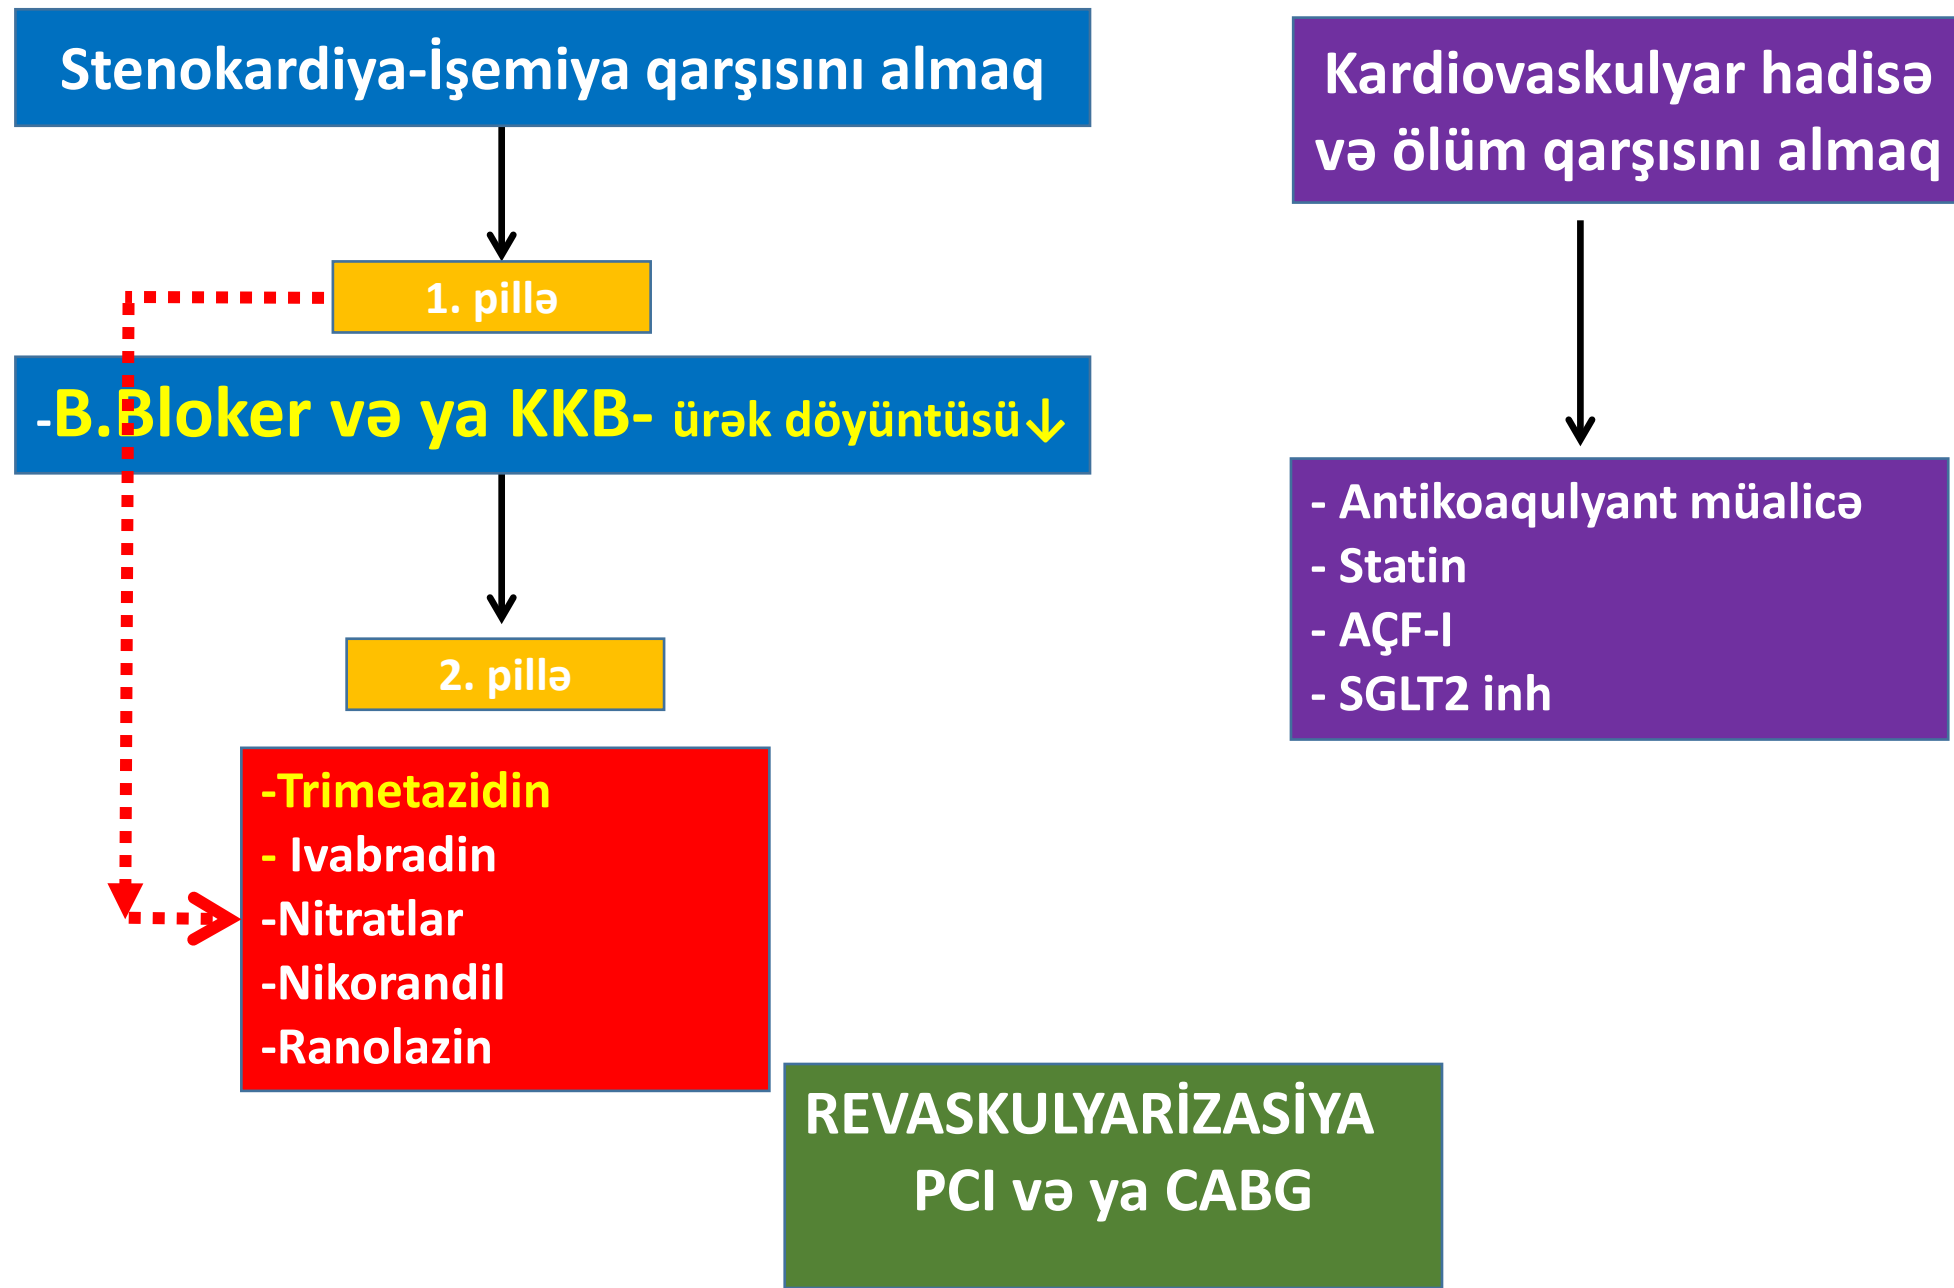 Stenokardiya-İşemiya qarşısını almaq
1. pillə
-B.Bloker və ya KKB- ürək döyüntüsü↓
2. pillə
-Trimetazidin
- Ivabradin
-Nitratlar
-Nikorandil
-Ranolazin
Kardiovaskulyar hadisə
və ölüm qarşısını almaq
- Antikoaqulyant müalicə
- Statin
- AÇF-I
- SGLT2 inh
REVASKULYARİZASİYA
PCI və ya CABG